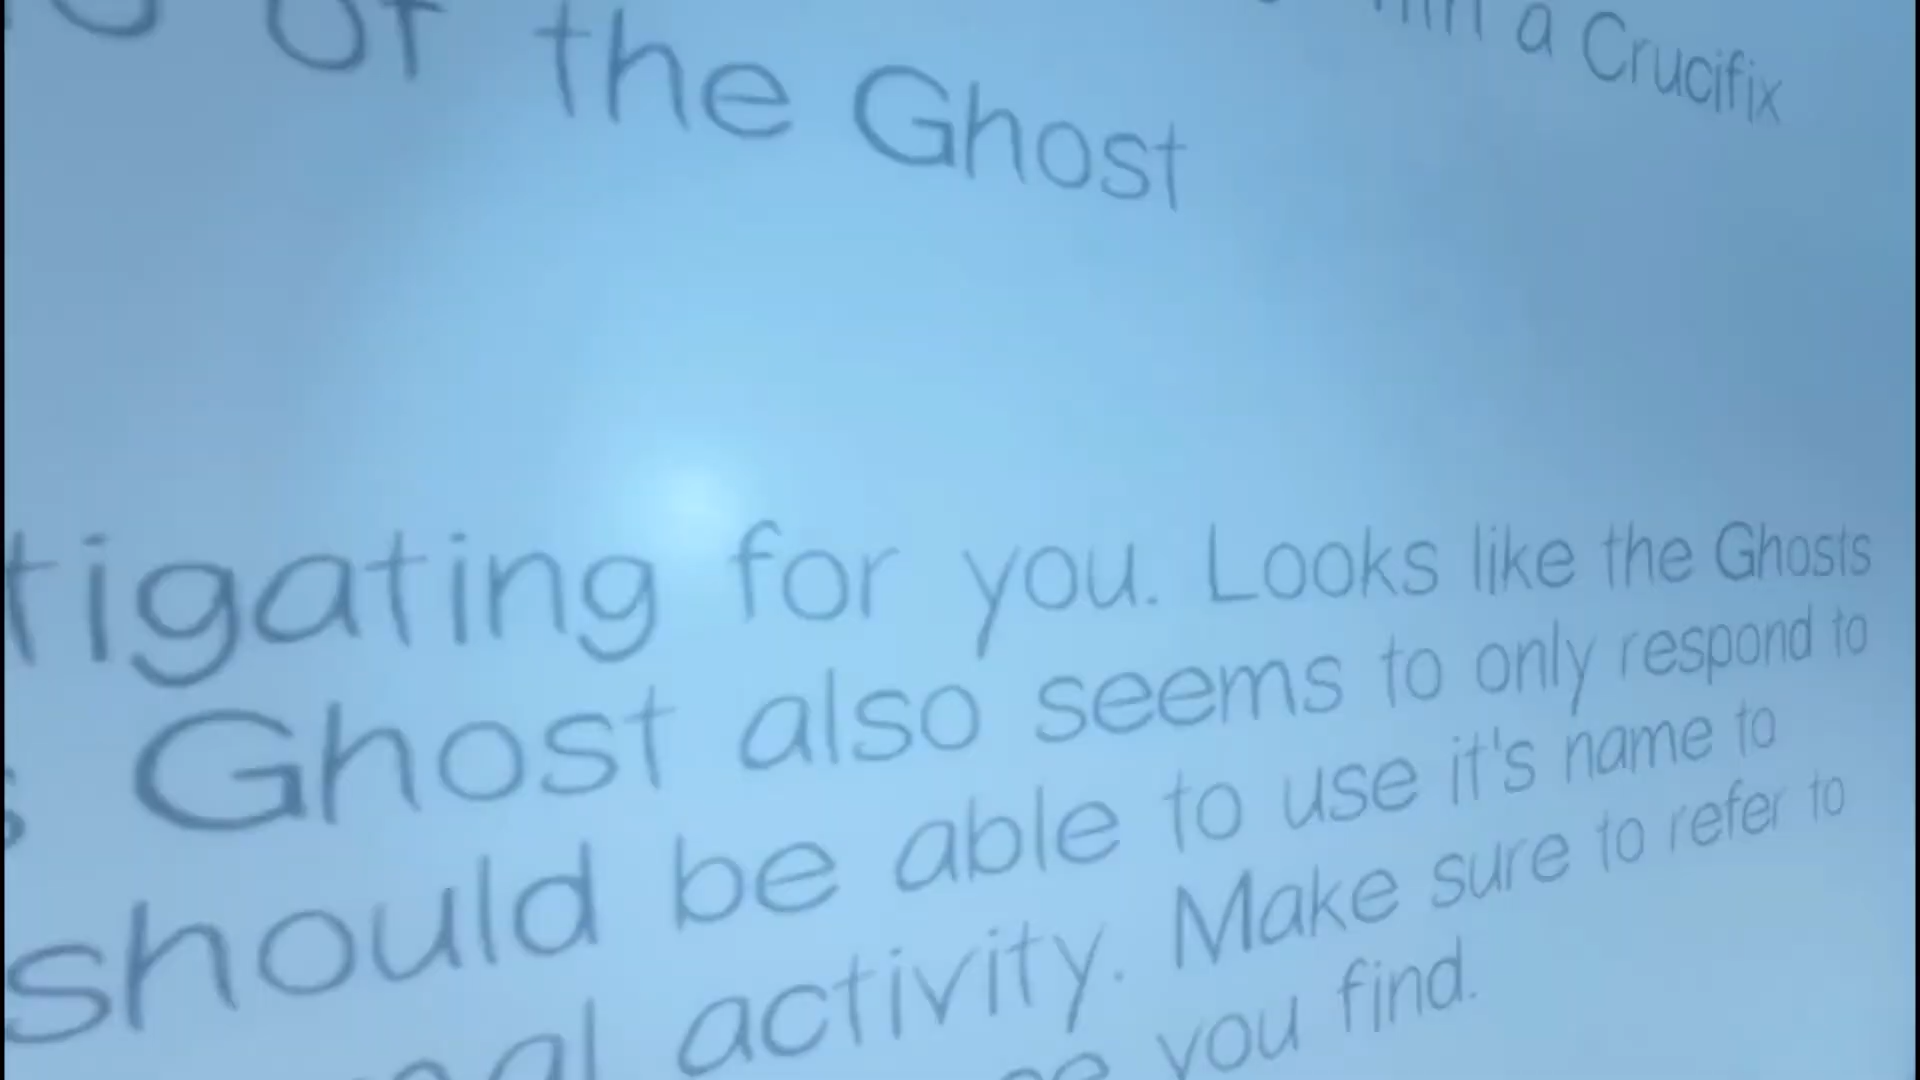 of the Ghost
a Crucifix
tigating for you. Looks like the Ghosts
Ghost also seems to only respond to
should be able to use it's name to
activity. Make sure to refer to
you find.